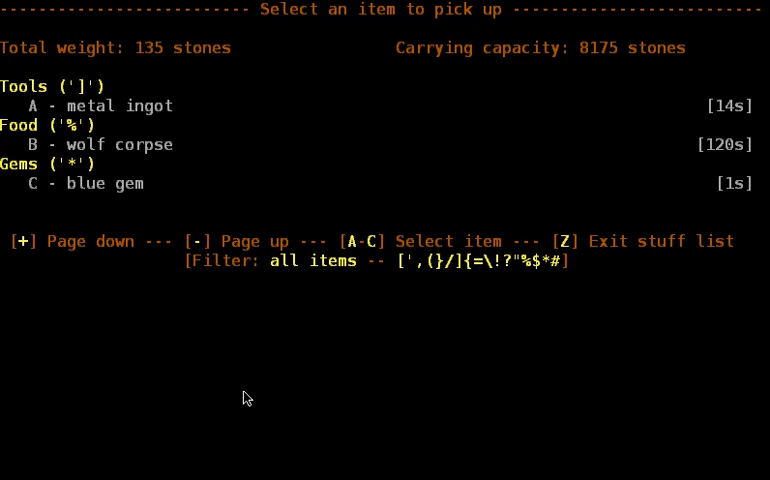 -------------------------- Select an item to pick up --------------------------
Total weight: 135 stones Carrying capacity: 8175 stones
Tools (']')
A - metal ingot [14s]
Food ('%')
B - wolf corpse [120s]
Gems ('*')
C - blue gem [1s]
[+] Page down --- [-] Page up --- [A-C] Select item --- [Z] Exit stuff list
[Filter: all items -- [',(}/]{=\!?"%$*#]